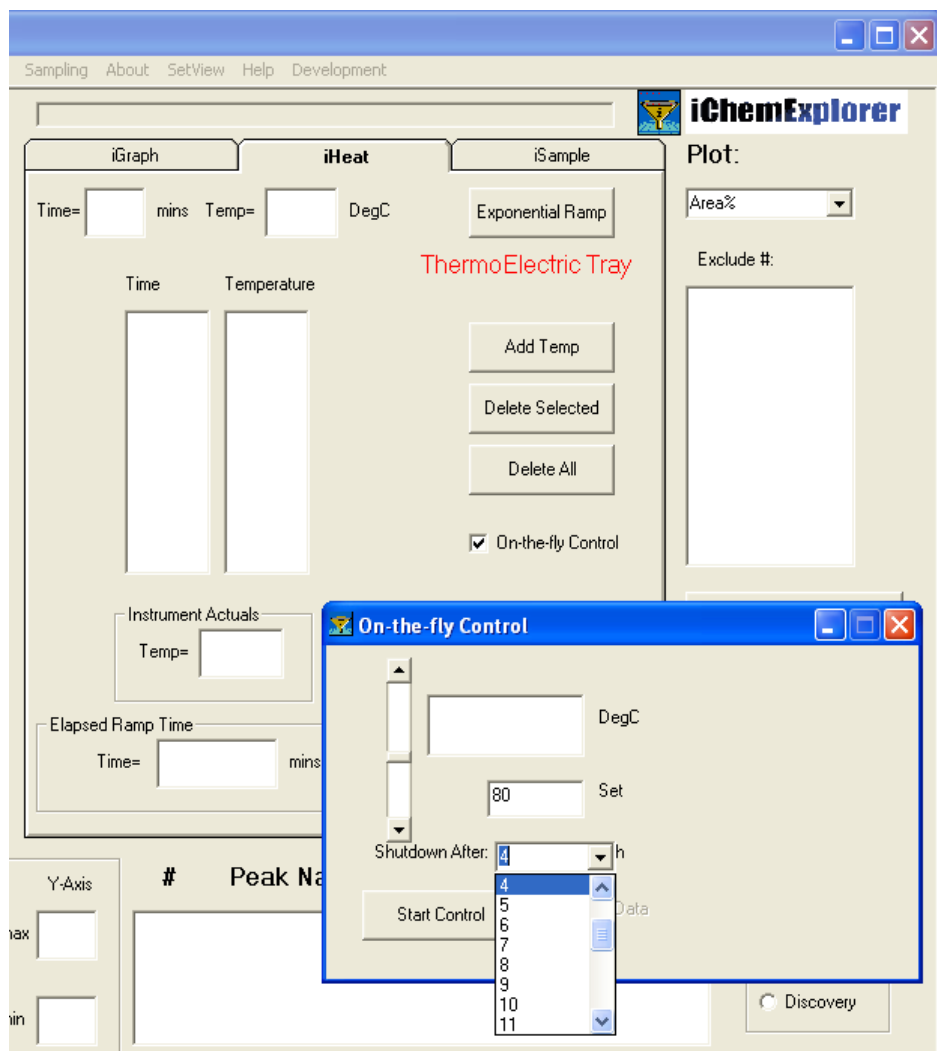 Sampling About SetView Help Development
iChemExplorer
iGraph iHeat iSample
Plot:
Time= mins Temp= DegC Exponential Ramp
Area%
ThermoElectric Tray
Exclude #:
Time Temperature
Add Temp
Delete Selected
Delete All
On-the-fly Control
Instrument Actuals
Temp=
Elapsed Ramp Time
Time= mins
On-the-fly Control
DegC
80 Set
Shutdown After: 4 h
4
5
6
7
8
9
10
11
Start Control
Data
Y-Axis # Peak Na
Discovery